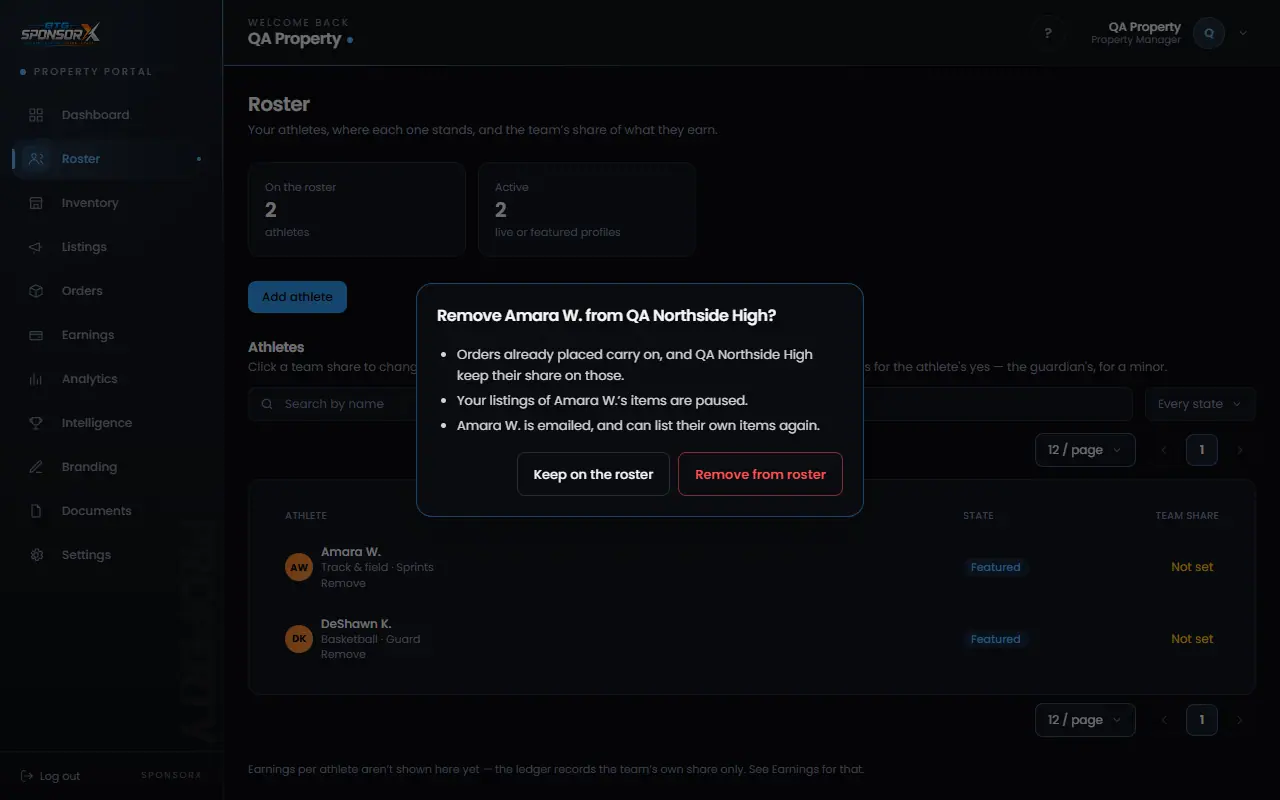 BTG
SPONSORX
PROPERTY PORTAL
Dashboard
Roster
Inventory
Listings
Orders
Earnings
Analytics
Intelligence
Branding
Documents
Settings
Log out
SPONSORX
WELCOME BACK
QA Property
?
QA Property
Property Manager
Q
Roster
Your athletes, where each one stands, and the team's share of what they earn.
On the roster
2
athletes
Active
2
live or featured profiles
Add athlete
Remove Amara W. from QA Northside High?
Orders already placed carry on, and QA Northside High
keep their share on those.
Your listings of Amara W.'s items are paused.
Amara W. is emailed, and can list their own items again.
Keep on the roster
Remove from roster
Athletes
Click a team share to chang
s for the athlete's yes — the guardian's, for a minor.
Search by name
Every state
12 / page
1
ATHLETE
STATE
TEAM SHARE
AW
Amara W.
Track & field · Sprints
Remove
Featured
Not set
DK
DeShawn K.
Basketball · Guard
Remove
Featured
Not set
12 / page
1
Earnings per athlete aren't shown here yet — the ledger records the team's own share only. See Earnings for that.